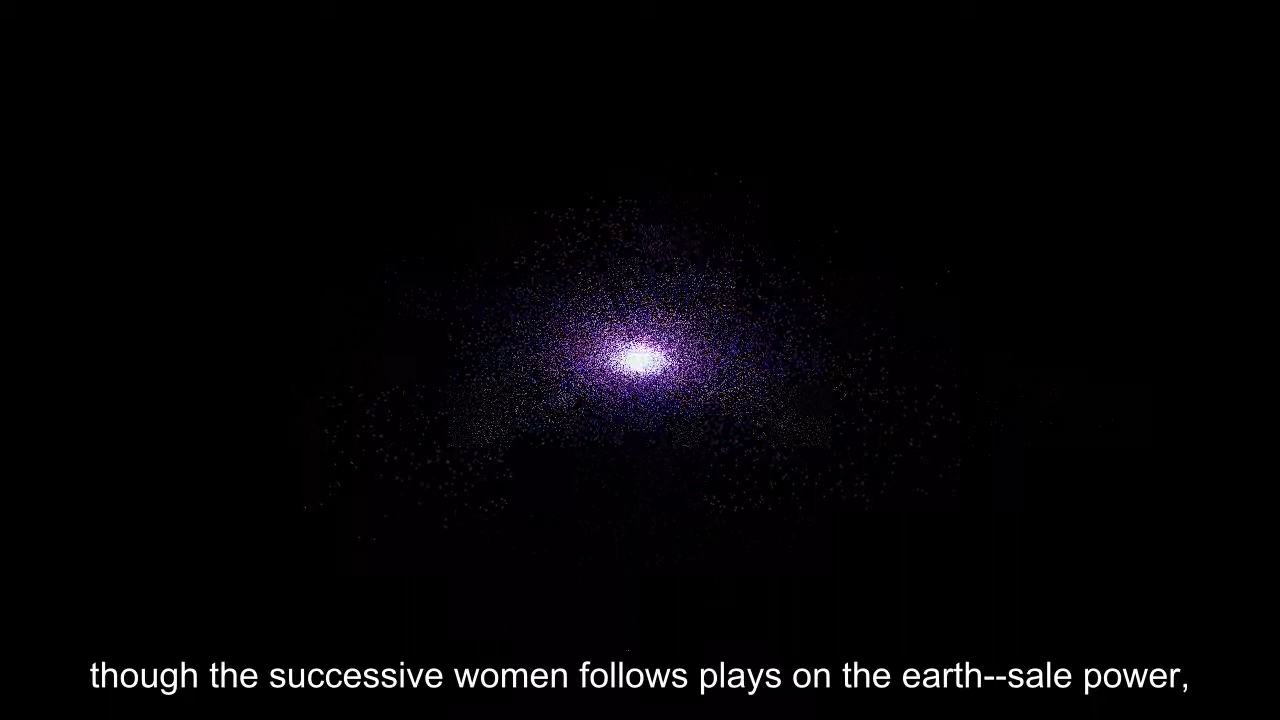 though the successive women follows plays on the earth--sale power,